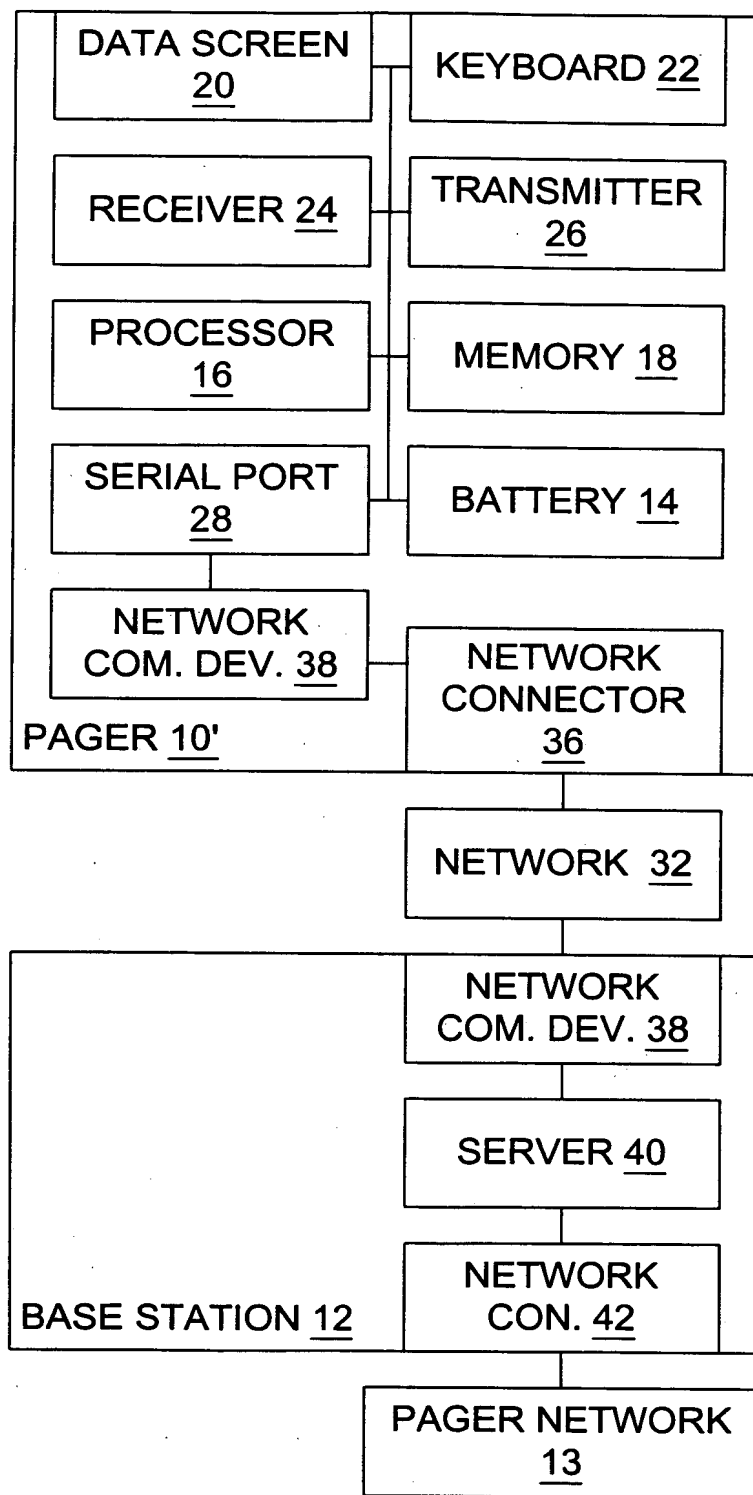 DATA SCREEN
20
KEYBOARD 22
RECEIVER 24
TRANSMITTER
26
PROCESSOR
16
MEMORY 18
SERIAL PORT
28
BATTERY 14
NETWORK
COM. DEV. 38
NETWORK
CONNECTOR
36
PAGER 10'
NETWORK 32
NETWORK
COM. DEV. 38
SERVER 40
NETWORK
CON. 42
BASE STATION 12
PAGER NETWORK
13